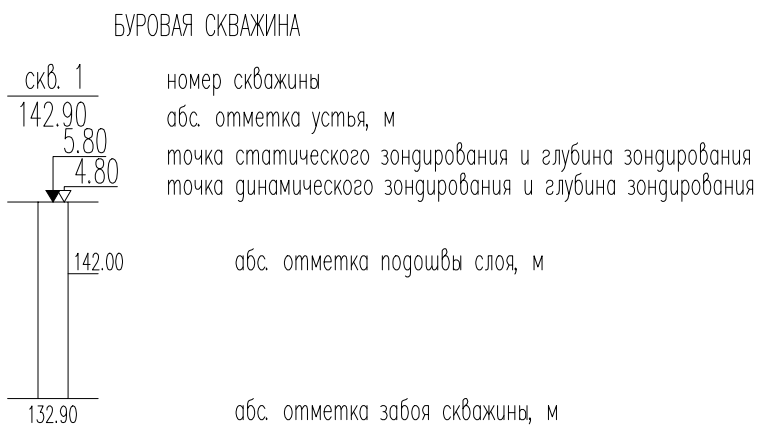 БУРОВАЯ СКВАЖИНА
скв. 1 номер скважины
142.90 абс. отметка устья, м
5.80 точка статического зондирования и глубина зондирования
4.80 точка динамического зондирования и глубина зондирования
142.00 абс. отметка подошвы слоя, м
132.90 абс. отметка забоя скважины, м